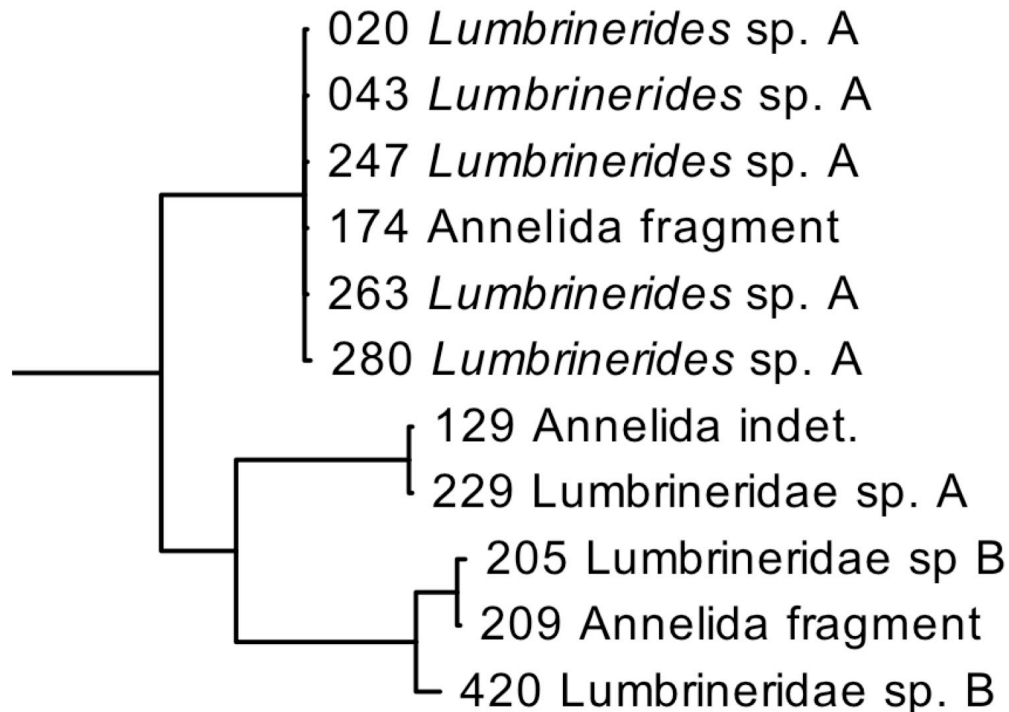 020 Lumbrinerides sp. A
043 Lumbrinerides sp. A
247 Lumbrinerides sp. A
174 Annelida fragment
263 Lumbrinerides sp. A
280 Lumbrinerides sp. A
129 Annelida indet.
229 Lumbrineridae sp. A
205 Lumbrineridae sp B
209 Annelida fragment
420 Lumbrineridae sp. B